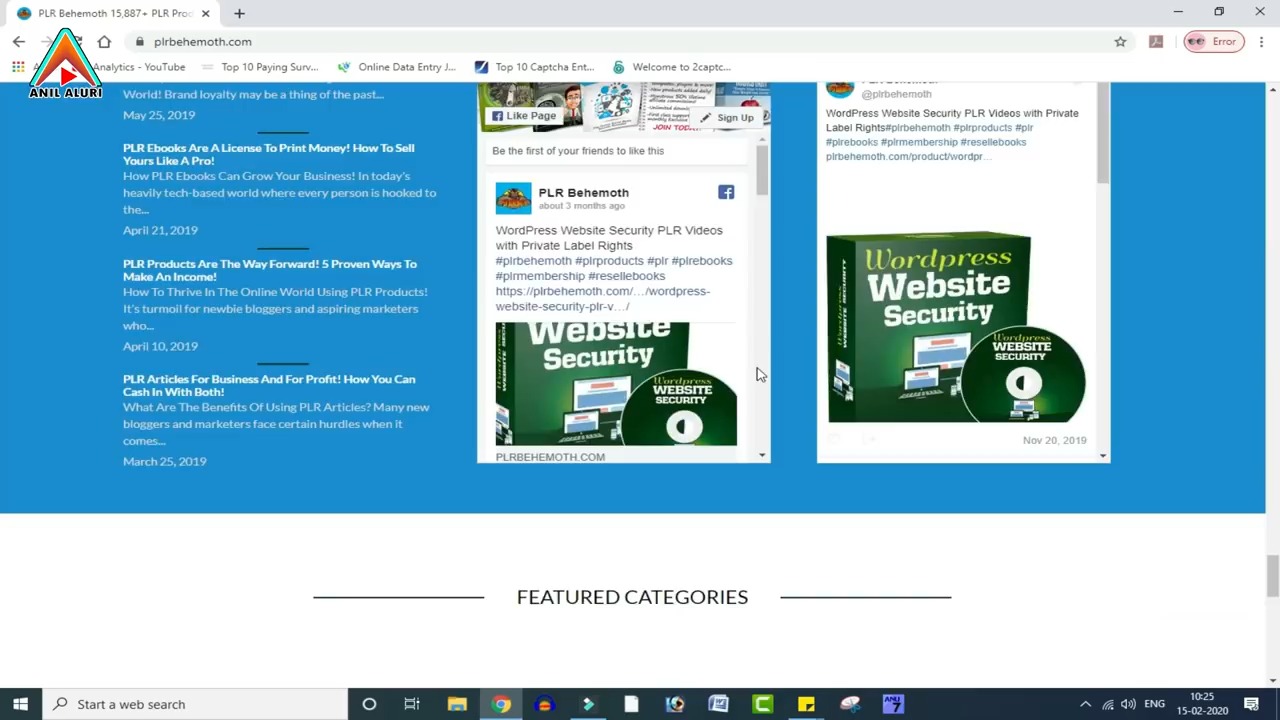 PLR Behemoth 15,887+ PLR Prod
plrbehemoth.com
Error
ANIL ALURI
Analytics - YouTube
Top 10 Paying Surv...
Online Data Entry J...
Top 10 Captcha Ent...
Welcome to 2captc...
World! Brand loyalty may be a thing of the past...
May 25, 2019
PLR Ebooks Are A License To Print Money! How To Sell
Yours Like A Pro!
How PLR Ebooks Can Grow Your Business! In today's
heavily tech-based world where every person is hooked to
the...
April 21, 2019
PLR Products Are The Way Forward! 5 Proven Ways To
Make An Income!
How To Thrive In The Online World Using PLR Products!
It's turmoil for newbie bloggers and aspiring marketers
who...
April 10, 2019
PLR Articles For Business And For Profit! How You Can
Cash In With Both!
What Are The Benefits Of Using PLR Articles? Many new
bloggers and marketers face certain hurdles when it
comes...
March 25, 2019
JOIN TODAY
Like Page
Sign Up
Be the first of your friends to like this
PLR Behemoth
about 3 months ago
WordPress Website Security PLR Videos
with Private Label Rights
#plrbehemoth #plrproducts #plr #plrebooks
#plrmembership #resellebooks
https://plrbehemoth.com/…/wordpress-
website-security-plr-v…/
Website
Security
Wordpress
WEBSITE
SECURITY
PLRBEHEMOTH.COM
@plrbehemoth
WordPress Website Security PLR Videos with Private
Label Rights#plrbehemoth #plrproducts #plr
#plrebooks #plrmembership #resellebooks
plrbehemoth.com/product/wordpr…
Wordpress
Website
Security
Wordpress
WEBSITE
SECURITY
Nov 20, 2019
FEATURED CATEGORIES
Start a web search
ANU
7
ENG
10:25
15-02-2020